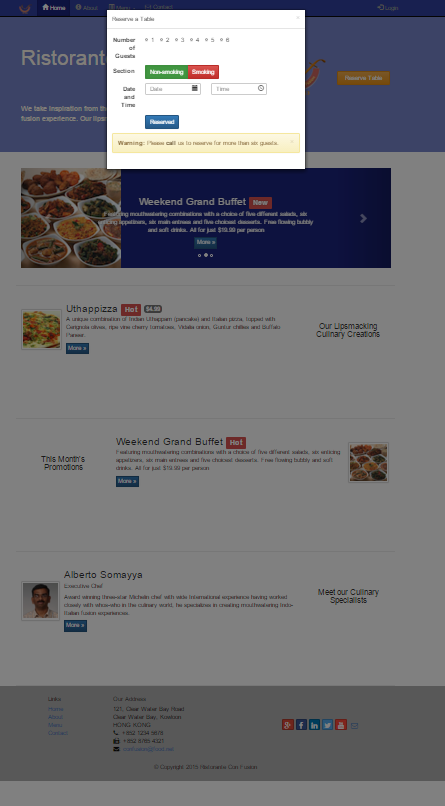 Home
About
Menu
Contact
Login
Reserve a Table
×
Number of Guests
1 2 3 4 5 6
Section
Non-smoking Smoking
Date and Time
Date
Time
Reserved
Warning: Please call us to reserve for more than six guests. ×
Ristorante
Reserve Table
We take inspiration from th
fusion experience. Our lips
Weekend Grand Buffet New
Featuring mouthwatering combinations with a choice of five different salads, six
enticing appetizers, six main entrees and five choicest desserts. Free flowing bubbly
and soft drinks. All for just $19.99 per person
More »
Uthappizza Hot $4.99
A unique combination of Indian Uthappam (pancake) and Italian pizza, topped with
Cerignola olives, ripe vine cherry tomatoes, Vidalia onion, Guntur chillies and Buffalo
Paneer.
More »
Our Lipsmacking
Culinary Creations
This Month's
Promotions
Weekend Grand Buffet Hot
Featuring mouthwatering combinations with a choice of five different salads, six enticing
appetizers, six main entrees and five choicest desserts. Free flowing bubbly and soft
drinks. All for just $19.99 per person
More »
Alberto Somayya
Executive Chef
Award winning three-star Michelin chef with wide International experience having worked
closely with whos-who in the culinary world, he specializes in creating mouthwatering Indo-
Italian fusion experiences.
More »
Meet our Culinary
Specialists
Links
Home
About
Menu
Contact
Our Address
121, Clear Water Bay Road
Clear Water Bay, Kowloon
HONG KONG
+852 1234 5678
+852 8765 4321
confusion@food.net
© Copyright 2015 Ristorante Con Fusion